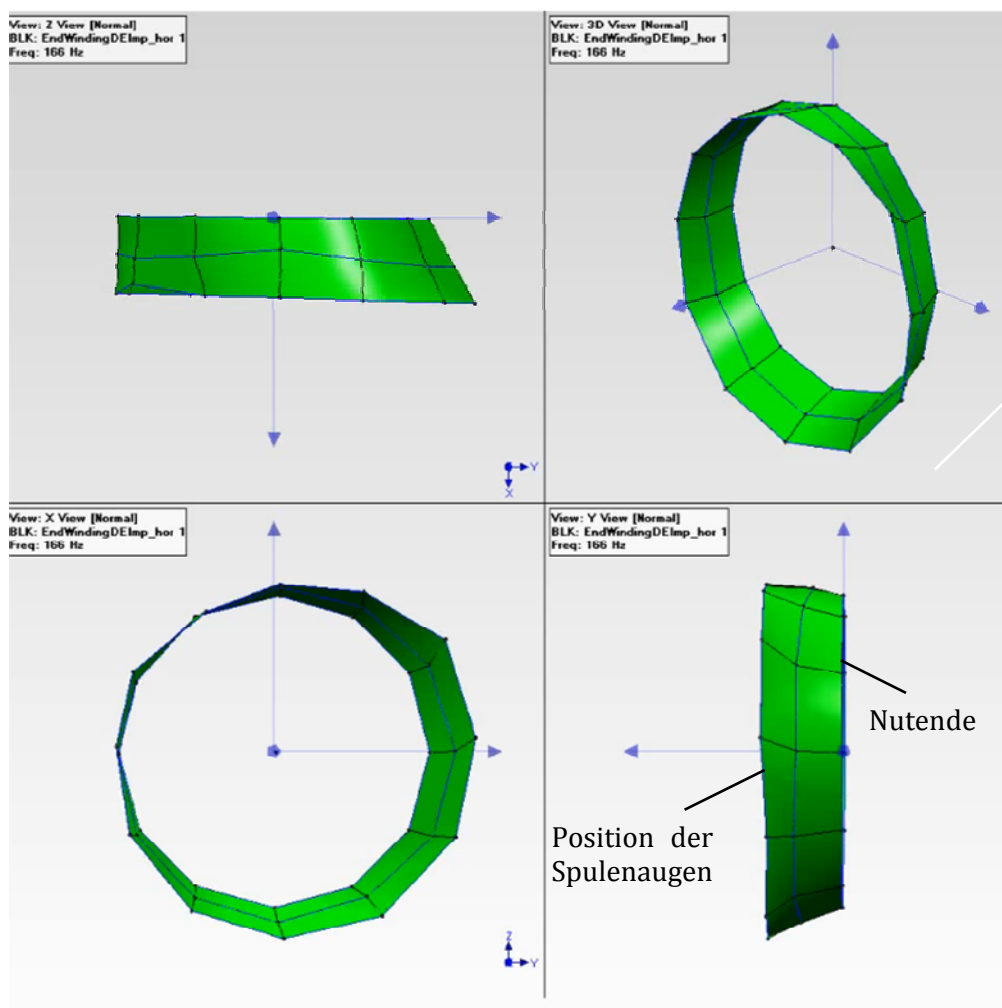 View: Z View [Normal]
BLK: EndWindingDEImp_hor 1
Freq: 166 Hz
View: 3D View [Normal]
BLK: EndWindingDEImp_hor 1
Freq: 166 Hz
Y
X
View: X View [Normal]
BLK: EndWindingDEImp_hor 1
Freq: 166 Hz
View: Y View [Normal]
BLK: EndWindingDEImp_hor 1
Freq: 166 Hz
Nutende
Position der
Spulenaugen
Z
Y